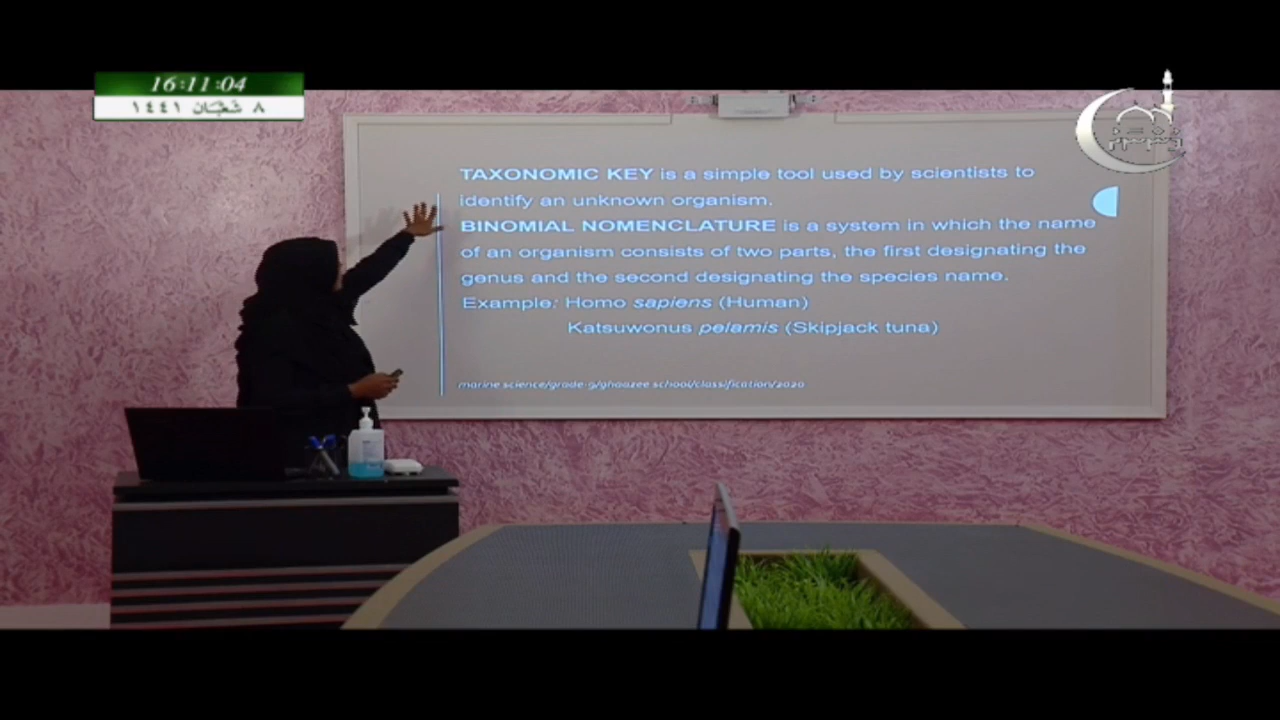 16:11:04
٨ شَعْبَان ١٤٤١
TAXONOMIC KEY is a simple tool used by scientists to
identify an unknown organism.
BINOMIAL NOMENCLATURE is a system in which the name
of an organism consists of two parts, the first designating the
genus and the second designating the species name.
Example: Homo sapiens (Human)
Katsuwonus pelamis (Skipjack tuna)
marine science/grade-9/ghaazee school/classification/2020